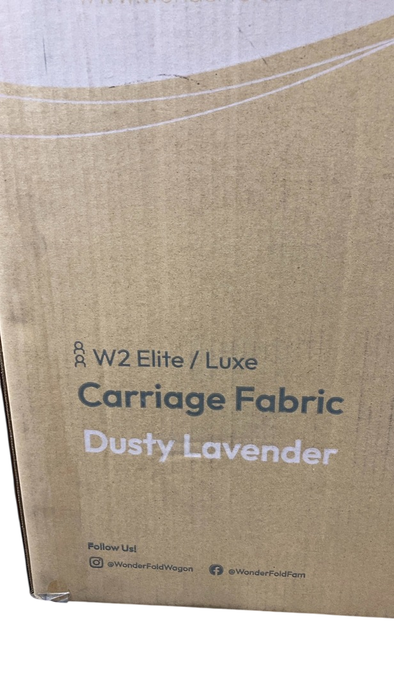 W2 Elite / Luxe
Carriage Fabric
Dusty Lavender
Follow Us!
@WonderFoldWagon @WonderFoldFam